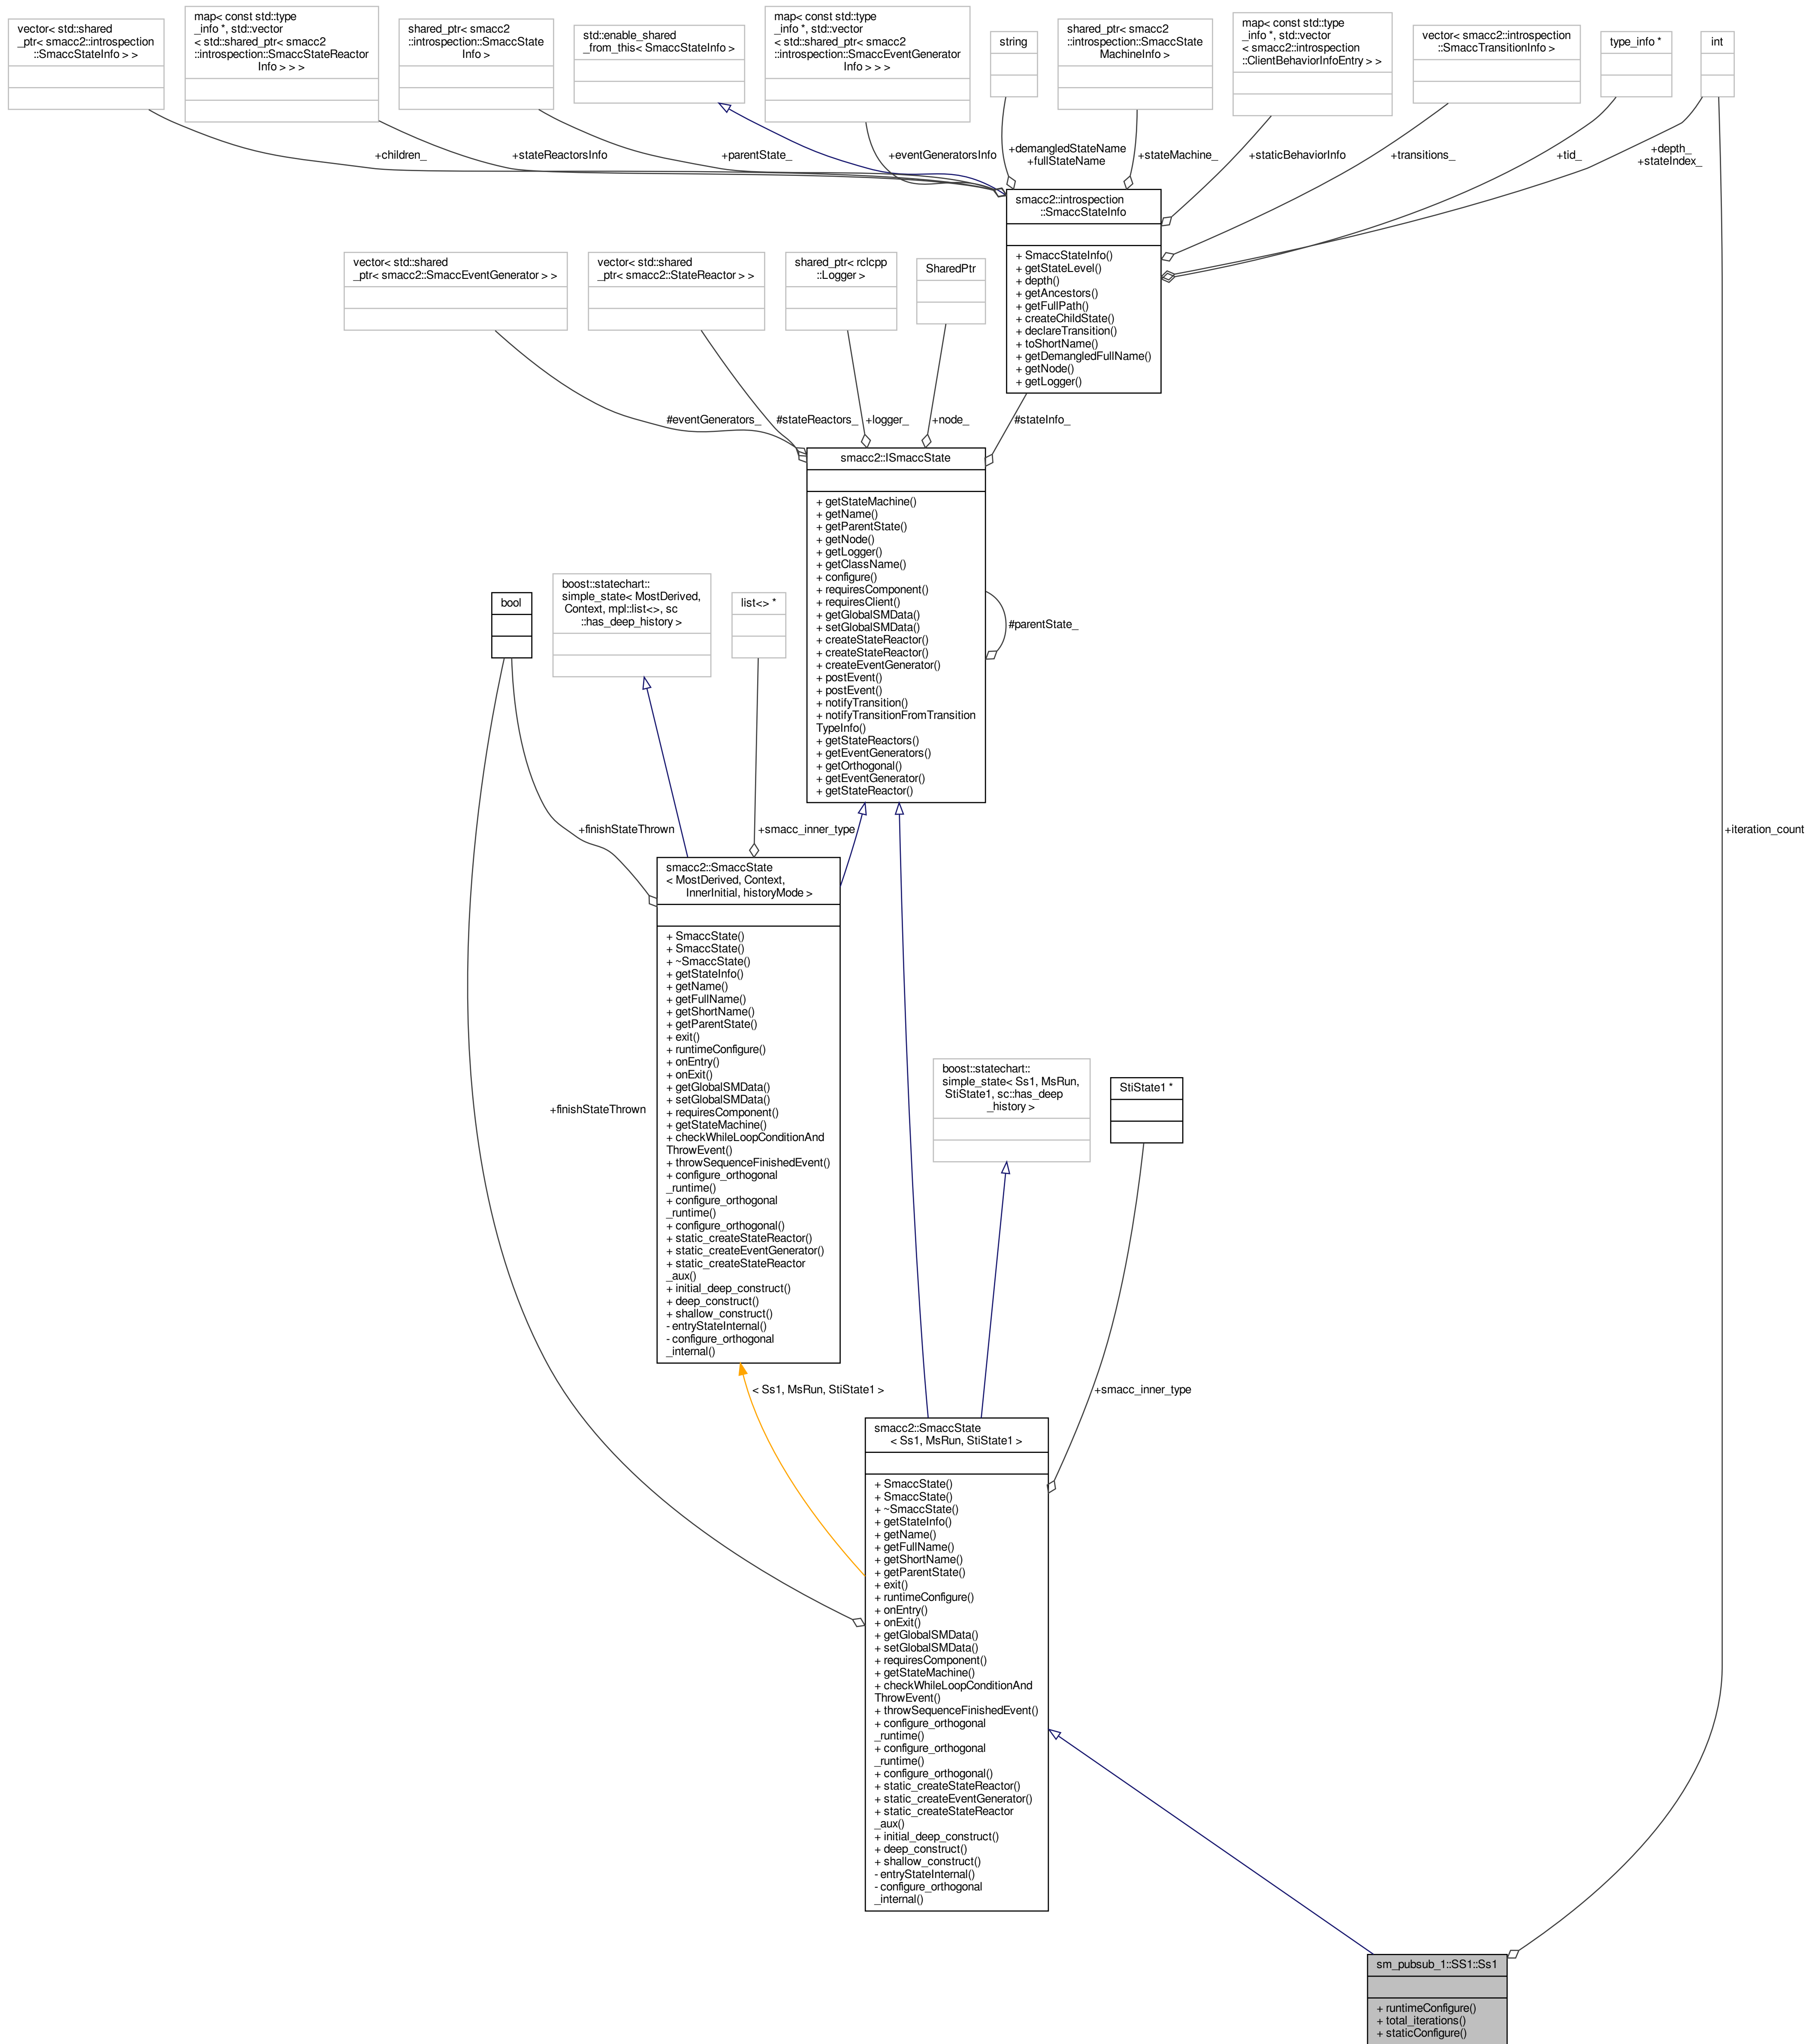 vector< std::shared
_ptr< smacc2::introspection
::SmaccStateInfo > >
map< const std::type
_info *, std::vector
< std::shared_ptr< smacc2
::introspection::SmaccStateReactor
Info > > >
shared_ptr< smacc2
::introspection::SmaccState
Info >
std::enable_shared
_from_this< SmaccStateInfo >
map< const std::type
_info *, std::vector
< std::shared_ptr< smacc2
::introspection::SmaccEventGenerator
Info > > >
string
shared_ptr< smacc2
::introspection::SmaccState
MachineInfo >
map< const std::type
_info *, std::vector
< smacc2::introspection
::ClientBehaviorInfoEntry > >
vector< smacc2::introspection
::SmaccTransitionInfo >
type_info *
int
+children_
+stateReactorsInfo
+parentState_
+eventGeneratorsInfo
+demangledStateName
+fullStateName
+stateMachine_
+staticBehaviorInfo
+transitions_
+tid_
+depth_
+stateIndex_
smacc2::introspection
::SmaccStateInfo
+ SmaccStateInfo()
+ getStateLevel()
+ depth()
+ getAncestors()
+ getFullPath()
+ createChildState()
+ declareTransition()
+ toShortName()
+ getDemangledFullName()
+ getNode()
+ getLogger()
vector< std::shared
_ptr< smacc2::SmaccEventGenerator > >
vector< std::shared
_ptr< smacc2::StateReactor > >
shared_ptr< rclcpp
::Logger >
SharedPtr
#eventGenerators_
#stateReactors_
+logger_
+node_
#stateInfo_
smacc2::ISmaccState
+ getStateMachine()
+ getName()
+ getParentState()
+ getNode()
+ getLogger()
+ getClassName()
+ configure()
+ requiresComponent()
+ requiresClient()
+ getGlobalSMData()
+ setGlobalSMData()
+ createStateReactor()
+ createStateReactor()
+ createEventGenerator()
+ postEvent()
+ postEvent()
+ notifyTransition()
+ notifyTransitionFromTransition
TypeInfo()
+ getStateReactors()
+ getEventGenerators()
+ getOrthogonal()
+ getEventGenerator()
+ getStateReactor()
#parentState_
bool
boost::statechart::
simple_state< MostDerived,
Context, mpl::list<>, sc
::has_deep_history >
list<> *
+finishStateThrown
+smacc_inner_type
+iteration_count
smacc2::SmaccState
< MostDerived, Context,
InnerInitial, historyMode >
+ SmaccState()
+ SmaccState()
+ ~SmaccState()
+ getStateInfo()
+ getName()
+ getFullName()
+ getShortName()
+ getParentState()
+ exit()
+ runtimeConfigure()
+ onEntry()
+ onExit()
+ getGlobalSMData()
+ setGlobalSMData()
+ requiresComponent()
+ getStateMachine()
+ checkWhileLoopConditionAnd
ThrowEvent()
+ throwSequenceFinishedEvent()
+ configure_orthogonal
_runtime()
+ configure_orthogonal
_runtime()
+ configure_orthogonal()
+ static_createStateReactor()
+ static_createEventGenerator()
+ static_createStateReactor
_aux()
+ initial_deep_construct()
+ deep_construct()
+ shallow_construct()
- entryStateInternal()
- configure_orthogonal
_internal()
+finishStateThrown
boost::statechart::
simple_state< Ss1, MsRun,
StiState1, sc::has_deep
_history >
StiState1 *
< Ss1, MsRun, StiState1 >
+smacc_inner_type
smacc2::SmaccState
< Ss1, MsRun, StiState1 >
+ SmaccState()
+ SmaccState()
+ ~SmaccState()
+ getStateInfo()
+ getName()
+ getFullName()
+ getShortName()
+ getParentState()
+ exit()
+ runtimeConfigure()
+ onEntry()
+ onExit()
+ getGlobalSMData()
+ setGlobalSMData()
+ requiresComponent()
+ getStateMachine()
+ checkWhileLoopConditionAnd
ThrowEvent()
+ throwSequenceFinishedEvent()
+ configure_orthogonal
_runtime()
+ configure_orthogonal
_runtime()
+ configure_orthogonal()
+ static_createStateReactor()
+ static_createEventGenerator()
+ static_createStateReactor
_aux()
+ initial_deep_construct()
+ deep_construct()
+ shallow_construct()
- entryStateInternal()
- configure_orthogonal
_internal()
sm_pubsub_1::SS1::Ss1
+ runtimeConfigure()
+ total_iterations()
+ staticConfigure()